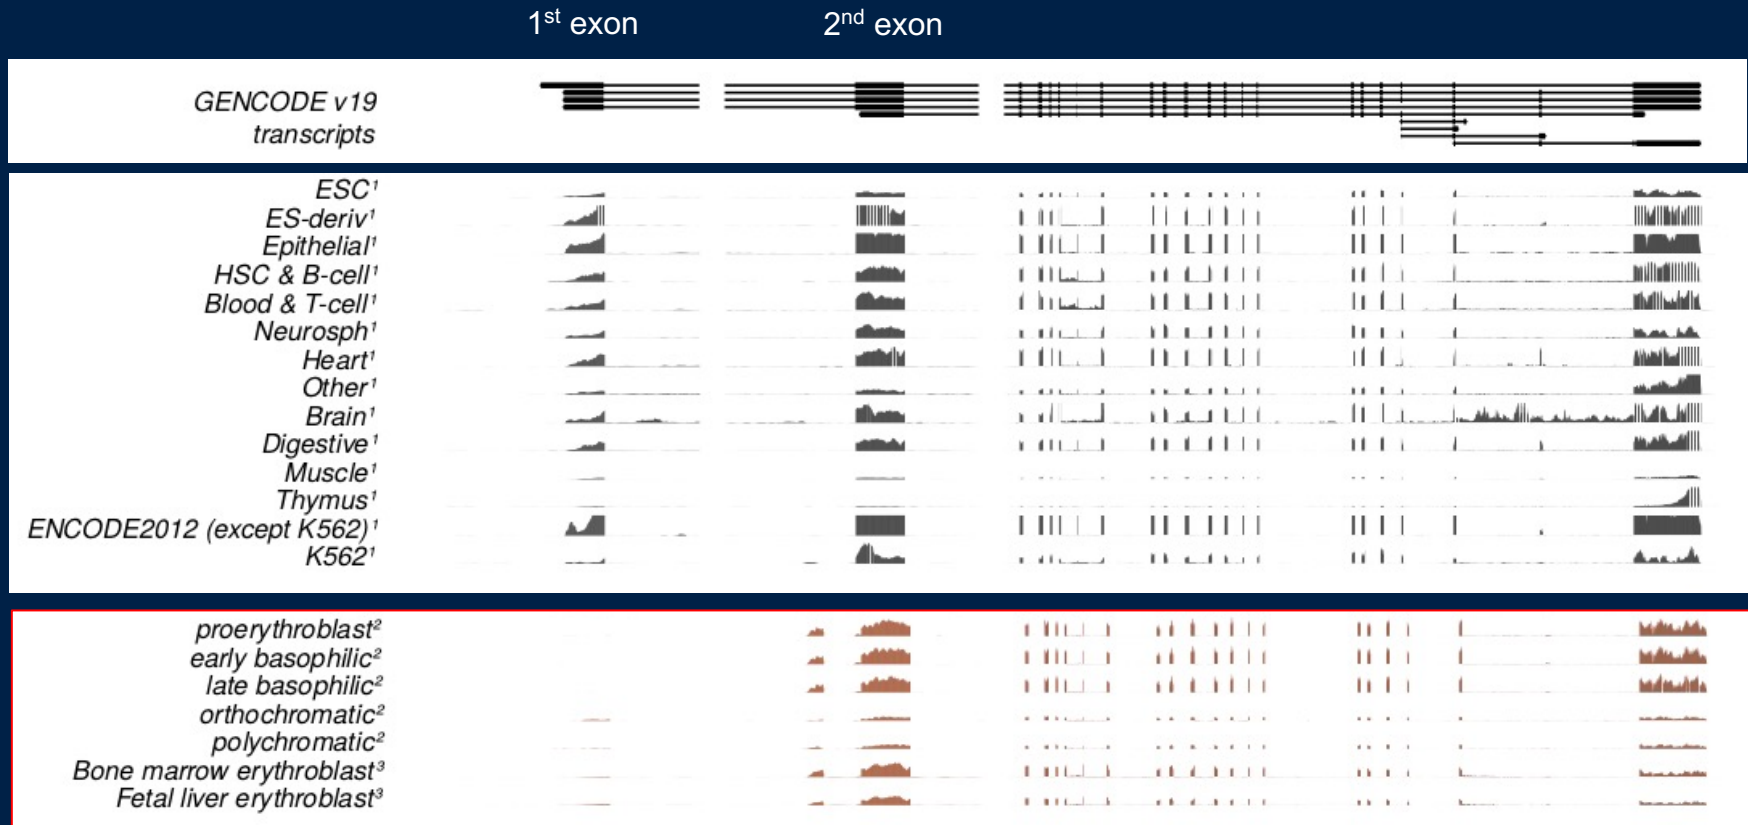 1st exon
2nd exon
GENCODE v19
transcripts
ESC¹
ES-deriv¹
Epithelial¹
HSC & B-cell¹
Blood & T-cell¹
Neurosph¹
Heart¹
Other¹
Brain¹
Digestive¹
Muscle¹
Thymus¹
ENCODE2012 (except K562)¹
K562¹
proerythroblast²
early basophilic²
late basophilic²
orthochromatic²
polychromatic²
Bone marrow erythroblast³
Fetal liver erythroblast³